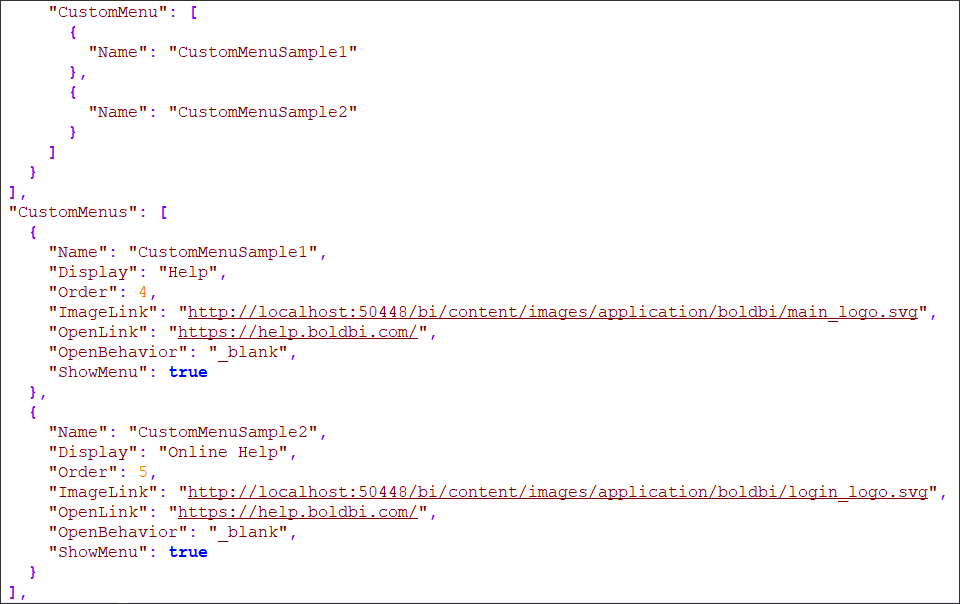 "CustomMenu": [
      {
        "Name": "CustomMenuSample1"
      },
      {
        "Name": "CustomMenuSample2"
      }
    ]
  }
],
"CustomMenus": [
  {
    "Name": "CustomMenuSample1",
    "Display": "Help",
    "Order": 4,
    "ImageLink": "http://localhost:50448/bi/content/images/application/boldbi/main_logo.svg",
    "OpenLink": "https://help.boldbi.com/",
    "OpenBehavior": "_blank",
    "ShowMenu": true
  },
  {
    "Name": "CustomMenuSample2",
    "Display": "Online Help",
    "Order": 5,
    "ImageLink": "http://localhost:50448/bi/content/images/application/boldbi/login_logo.svg",
    "OpenLink": "https://help.boldbi.com/",
    "OpenBehavior": "_blank",
    "ShowMenu": true
  }
],